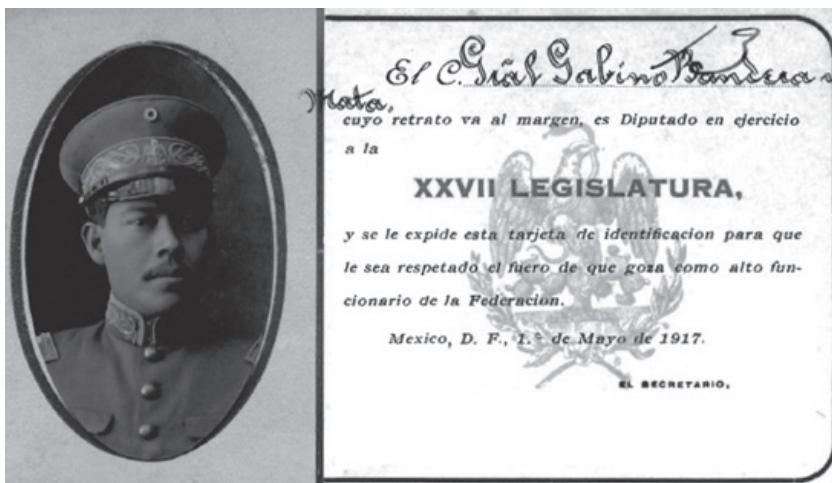 El C. Grãl Gabino Bandera
Mata,
cuyo retrato va al margen, es Diputado en ejercicio
a la
XXVII LEGISLATURA,
y se le expide esta tarjeta de identificacion para que
le sea respetado el fuero de que goza como alto fun-
cionario de la Federacion.
Mexico, D. F., 1.º de Mayo de 1917.
EL SECRETARIO,